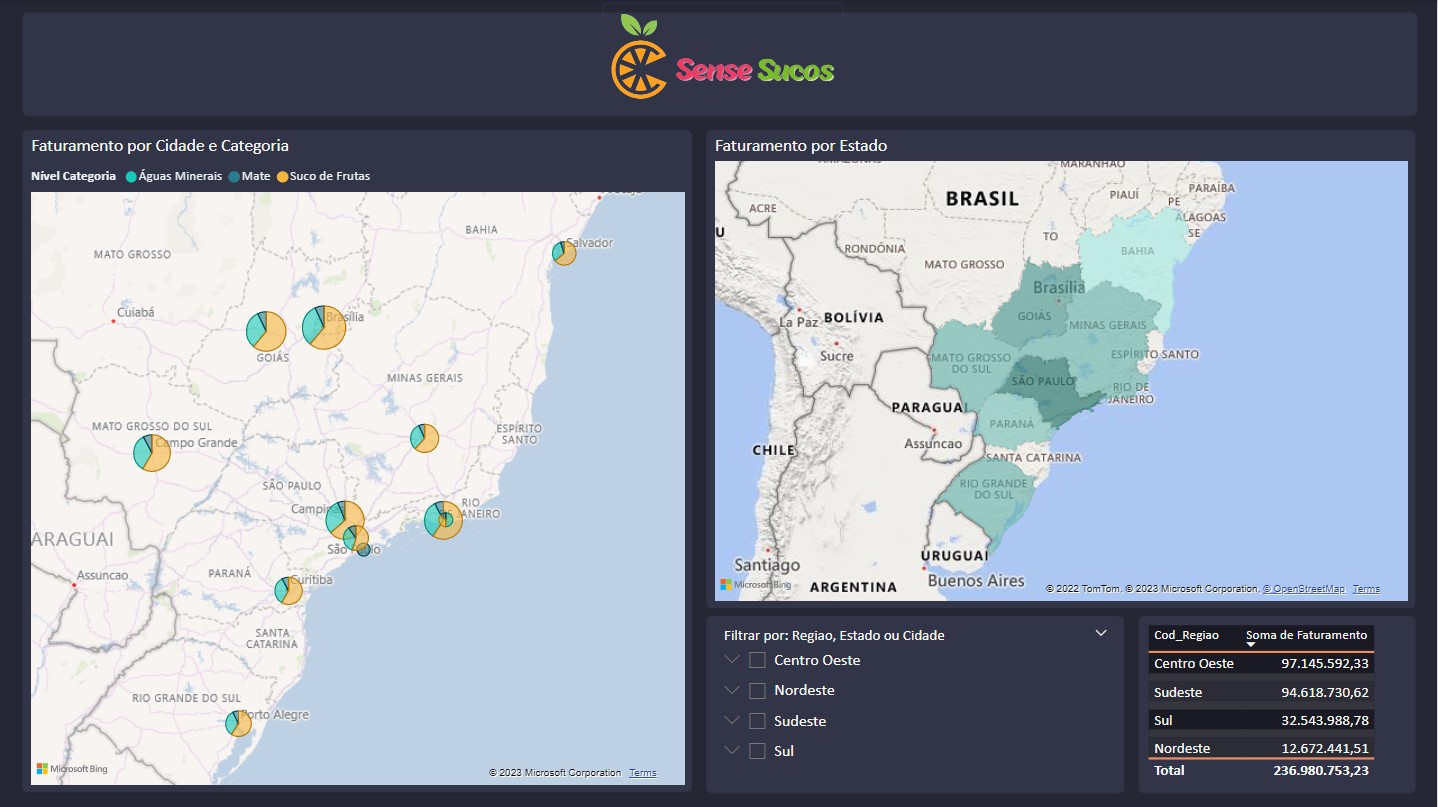 Sense Sucos
Faturamento por Cidade e Categoria
Nível Categoria Águas Minerais Mate Suco de Frutas
BAHIA
Salvador
MATO GROSSO
Cuiabá
Brasília
GOIÁS
MINAS GERAIS
MATO GROSSO DO SUL
Campo Grande
ESPÍRITO
SANTO
SÃO PAULO
Campinas
RIO
DE JANEIRO
São Paulo
ARAGUAI
Assuncao
PARANÁ
Curitiba
SANTA
CATARINA
RIO GRANDE DO SUL
Porto Alegre
Microsoft Bing
© 2023 Microsoft Corporation Terms
Faturamento por Estado
AMAZONAS
MARANHÃO
PARAÍBA
PIAUÍ
PE
ACRE
BRASIL
ALAGOAS
SE
U
TO
RONDÔNIA
BAHIA
MATO GROSSO
Brasília
La Paz
BOLÍVIA
GOIÁS
MINAS GERAIS
Sucre
MATO GROSSO
DO SUL
ESPÍRITO SANTO
SÃO PAULO
RIO DE
JANEIRO
PARAGUAI
PARANÁ
Assuncao
CHILE
SANTA CATARINA
RIO GRANDE
DO SUL
URUGUAI
Santiago
Buenos Aires
ARGENTINA
Microsoft Bing
© 2022 TomTom, © 2023 Microsoft Corporation, © OpenStreetMap Terms
Filtrar por: Regiao, Estado ou Cidade
Centro Oeste
Nordeste
Sudeste
Sul
Cod_Regiao Soma de Faturamento
Centro Oeste 97.145.592,33
Sudeste 94.618.730,62
Sul 32.543.988,78
Nordeste 12.672.441,51
Total 236.980.753,23